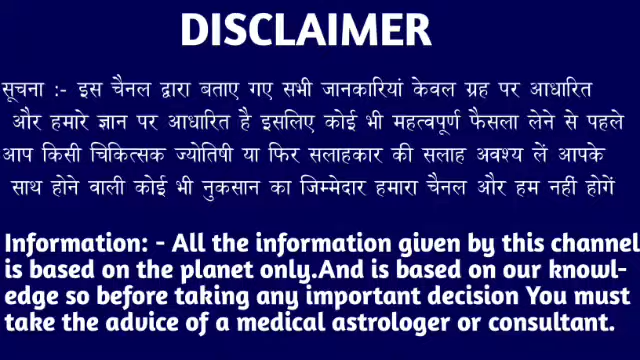 DISCLAIMER
सूचना :- इस चैनल द्वारा बताए गए सभी जानकारियां केवल ग्रह पर आधारित
और हमारे ज्ञान पर आधारित है इसलिए कोई भी महत्वपूर्ण फैसला लेने से पहले
आप किसी चिकित्सक ज्योतिषी या फिर सलाहकार की सलाह अवश्य लें आपके
साथ होने वाली कोई भी नुकसान का जिम्मेदार हमारा चैनल और हम नहीं होगें
Information: - All the information given by this channel
is based on the planet only.And is based on our knowl-
edge so before taking any important decision You must
take the advice of a medical astrologer or consultant.